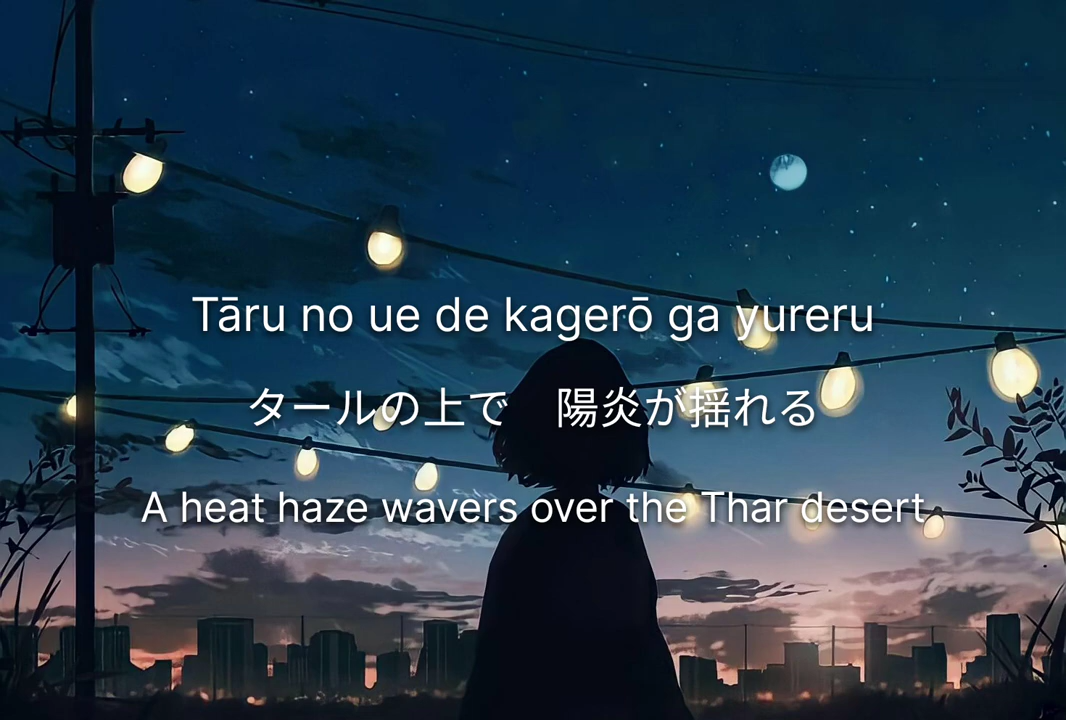 Tāru no ue de kagerō ga yureru
タールの上で　陽炎が揺れる
A heat haze wavers over the Thar desert